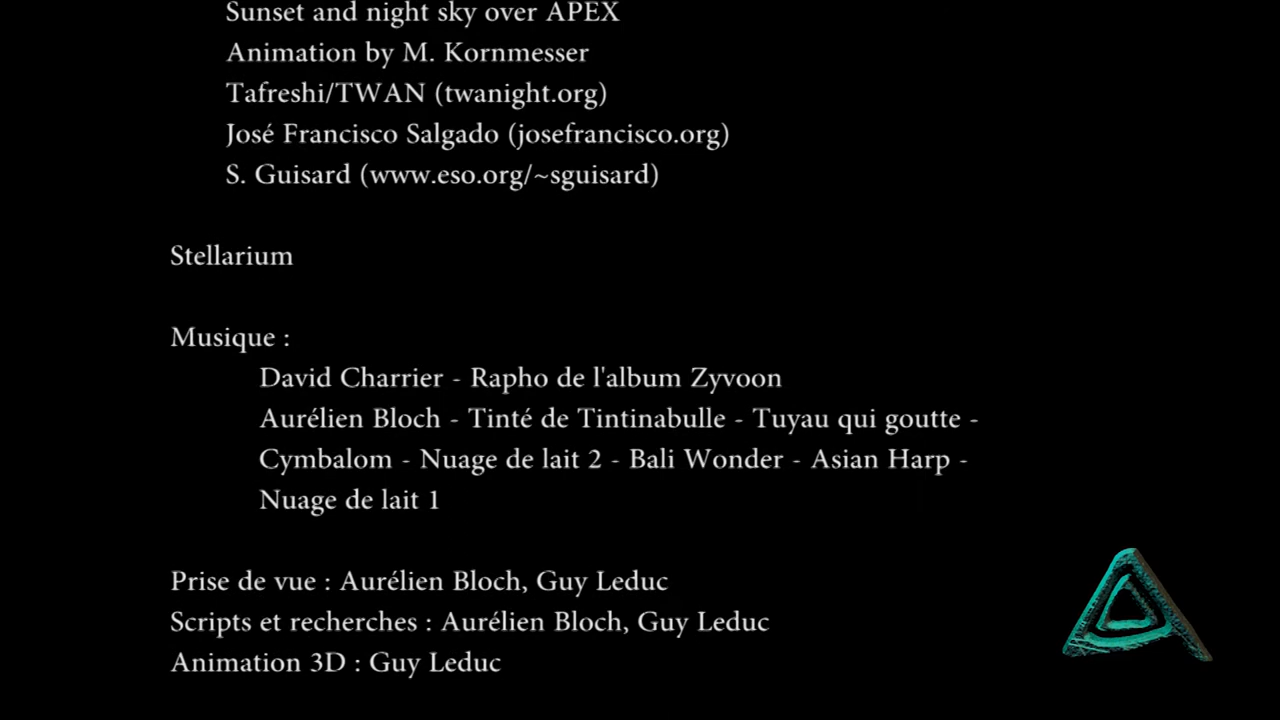 Sunset and night sky over APEX
Animation by M. Kornmesser
Tafreshi/TWAN (twanight.org)
José Francisco Salgado (josefrancisco.org)
S. Guisard (www.eso.org/~sguisard)
Stellarium
Musique :
David Charrier - Rapho de l'album Zyvoon
Aurélien Bloch - Tinté de Tintinabulle - Tuyau qui goutte -
Cymbalom - Nuage de lait 2 - Bali Wonder - Asian Harp -
Nuage de lait 1
Prise de vue : Aurélien Bloch, Guy Leduc
Scripts et recherches : Aurélien Bloch, Guy Leduc
Animation 3D : Guy Leduc